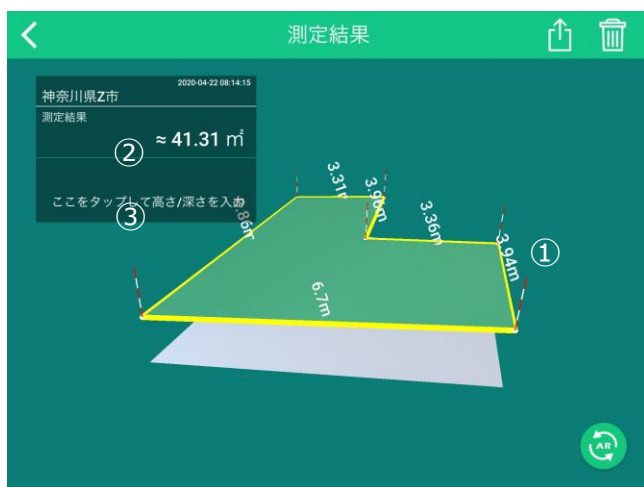 測定結果
2020-04-22 08:14:15
神奈川県Z市
測定結果
≈ 41.31 ㎡
②
ここをタップして高さ/深さを入力
③
3.31m
3.36m
3.94m
①
6.7m
AR